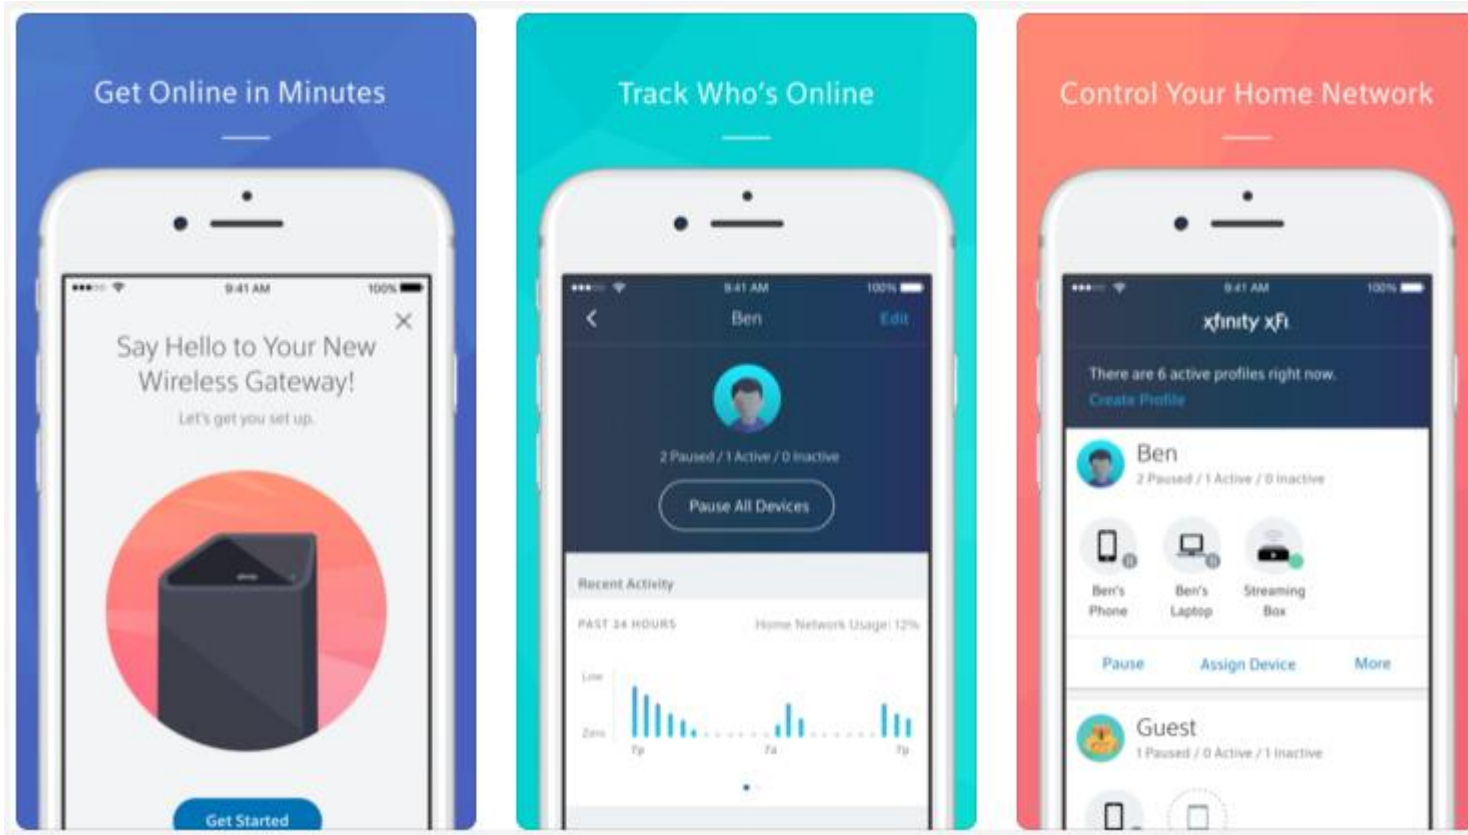 Get Online in Minutes
9:41 AM
100%
Say Hello to Your New
Wireless Gateway!
Let's get you set up.
Get Started
Track Who's Online
9:41 AM
100%
Ben
Edit
2 Paused / 1 Active / 0 Inactive
Pause All Devices
Recent Activity
PAST 24 HOURS
Home Network Usage: 12%
Low
Zero
7p
7a
7p
Control Your Home Network
9:41 AM
100%
xfinity xFi
There are 6 active profiles right now.
Create Profile
Ben
2 Paused / 1 Active / 0 Inactive
Ben's
Phone
Ben's
Laptop
Streaming
Box
Pause
Assign Device
More
Guest
1 Paused / 0 Active / 1 Inactive